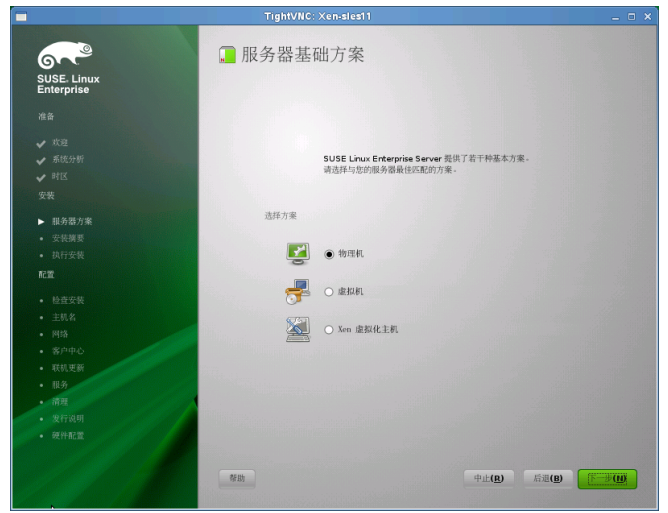 TightVNC: Xen-sles11
SUSE. Linux
Enterprise
准备
欢迎
系统分析
时区
安装
服务器方案
安装摘要
执行安装
配置
检查安装
主机名
网络
客户中心
联机更新
服务
清理
发行说明
硬件配置
服务器基础方案
SUSE Linux Enterprise Server 提供了若干种基本方案。
请选择与您的服务器最佳匹配的方案。
选择方案
物理机
虚拟机
Xen 虚拟化主机
帮助
中止(R)
后退(B)
下一步(N)